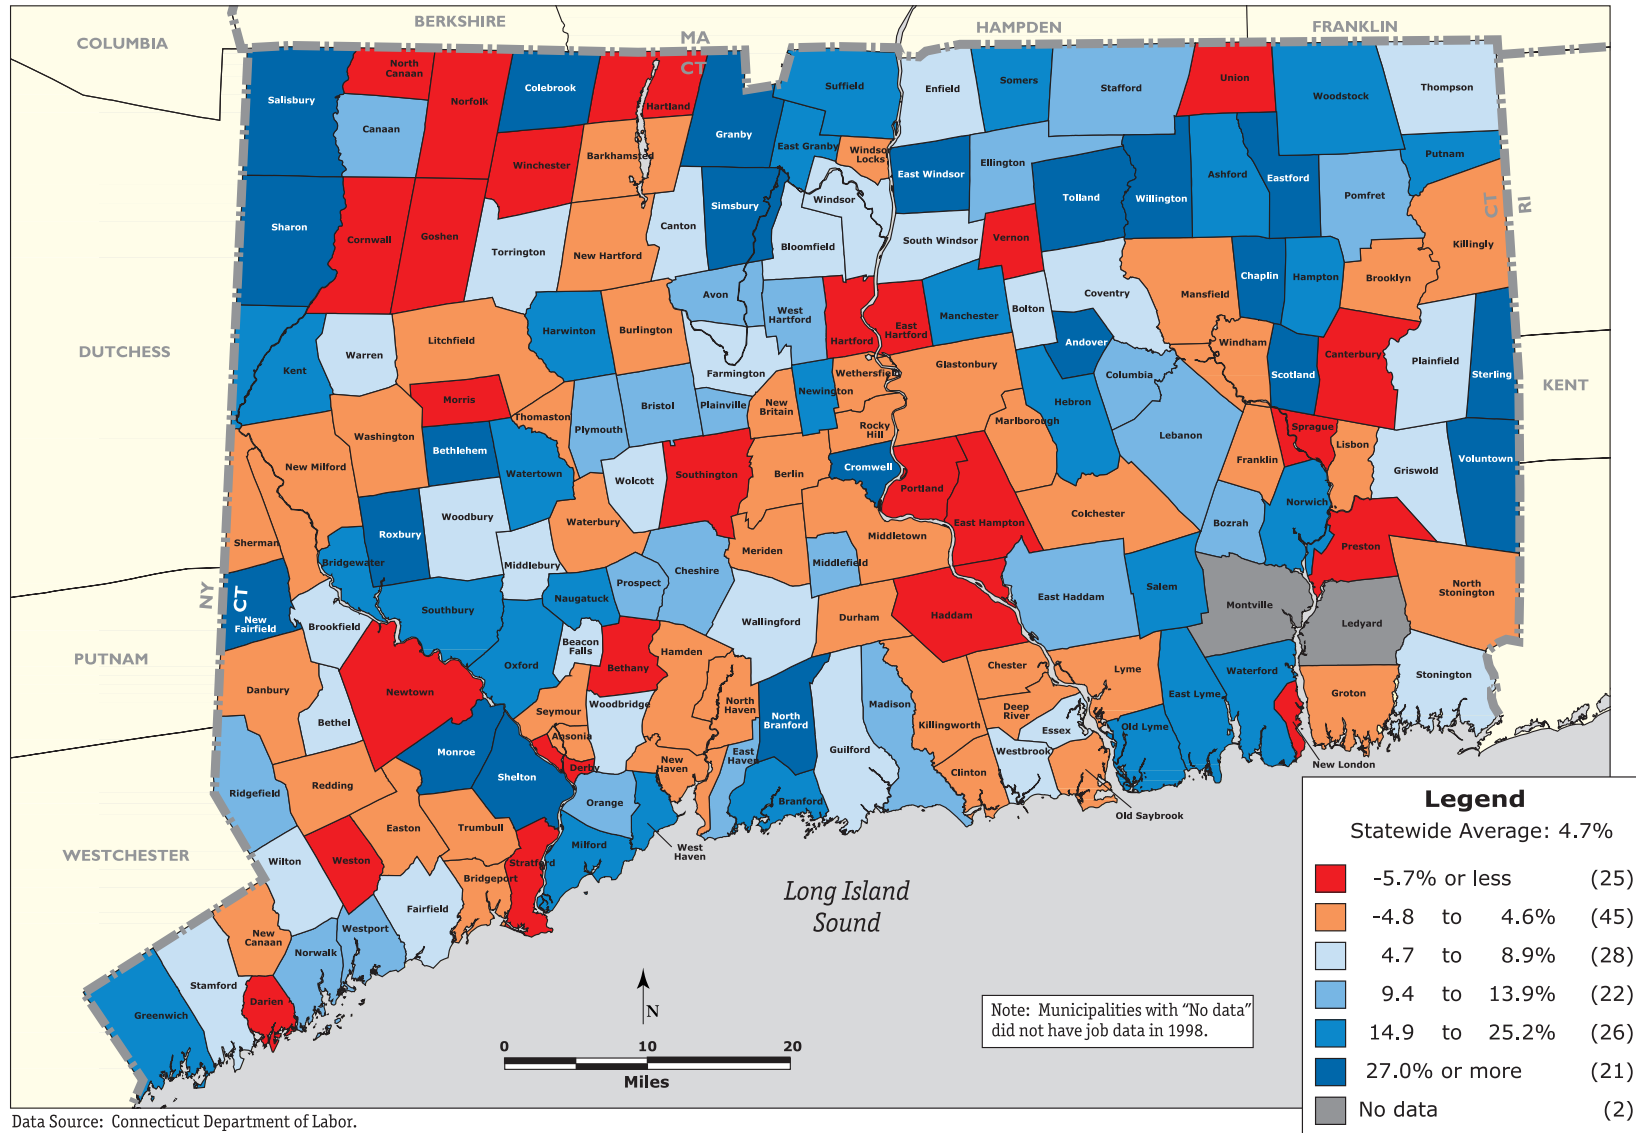 BERKSHIRE
HAMPDEN
FRANKLIN
COLUMBIA
MA
CT
North
Canaan
Salisbury
Norfolk
Colebrook
Hartland
Suffield
Enfield
Somers
Stafford
Union
Woodstock
Thompson
Canaan
Granby
East Granby
Windsor
Locks
Putnam
Winchester
Barkhamsted
East Windsor
Ellington
Tolland
Willington
Ashford
Eastford
Pomfret
CT
RI
Sharon
Cornwall
Goshen
Torrington
New Hartford
Canton
Simsbury
Windsor
Bloomfield
South Windsor
Vernon
Killingly
Mansfield
Chaplin
Hampton
Brooklyn
Coventry
Bolton
Avon
West
Hartford
Hartford
East
Hartford
Manchester
Harwinton
Burlington
Litchfield
Warren
DUTCHESS
Kent
Farmington
Wethersfield
Glastonbury
Andover
Windham
Canterbury
Plainfield
Scotland
Sterling
KENT
Columbia
Hebron
Newington
Morris
Thomaston
Plymouth
Bristol
Plainville
New
Britain
Rocky
Hill
Marlborough
Lebanon
Franklin
Sprague
Lisbon
Voluntown
Griswold
Washington
Bethlehem
Watertown
New Milford
Wolcott
Southington
Berlin
Cromwell
Portland
Norwich
Bozrah
Colchester
East Hampton
Middletown
Waterbury
Woodbury
Roxbury
Sherman
Bridgewater
Middlebury
Meriden
Middlefield
Preston
North
Stonington
Cheshire
Prospect
Naugatuck
Southbury
NY
CT
New
Fairfield
Brookfield
Wallingford
Durham
Haddam
East Haddam
Salem
Montville
Ledyard
PUTNAM
Beacon
Falls
Bethany
Hamden
Oxford
Newtown
Danbury
Bethel
Seymour
Woodbridge
North
Haven
North
Branford
Guilford
Madison
Killingworth
Chester
Deep
River
Essex
Westbrook
Lyme
Old Lyme
East Lyme
Waterford
Groton
Stonington
New London
Ansonia
Derby
Monroe
Shelton
Redding
Ridgefield
New
Haven
East
Haven
Branford
Clinton
Old Saybrook
Orange
West
Haven
Milford
Easton
Trumbull
Weston
Wilton
WESTCHESTER
Stratford
Bridgeport
Fairfield
Westport
Norwalk
New
Canaan
Stamford
Darien
Greenwich
Long Island
Sound
N
0
10
20
Miles
Note: Municipalities with “No data”
did not have job data in 1998.
Legend
Statewide Average: 4.7%
-5.7% or less (25)
-4.8 to 4.6% (45)
4.7 to 8.9% (28)
9.4 to 13.9% (22)
14.9 to 25.2% (26)
27.0% or more (21)
No data (2)
Data Source: Connecticut Department of Labor.